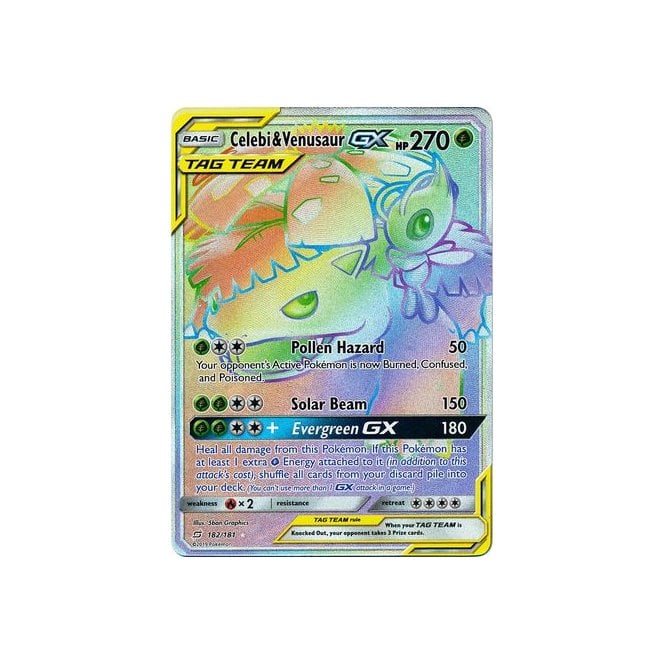 BASIC Celebi&Venusaur GX HP 270
TAG TEAM
Pollen Hazard 50
Your opponent's Active Pokémon is now Burned, Confused,
and Poisoned.
Solar Beam 150
+ Evergreen GX 180
Heal all damage from this Pokémon. If this Pokémon has
at least 1 extra Energy attached to it (in addition to this
attack's cost), shuffle all cards from your discard pile into
your deck. (You can't use more than 1 GX attack in a game.)
weakness ×2 resistance retreat
Illus. 5ban Graphics
TAG TEAM rule
When your TAG TEAM is
Knocked Out, your opponent takes 3 Prize cards.
182/181
©2019 Pokémon